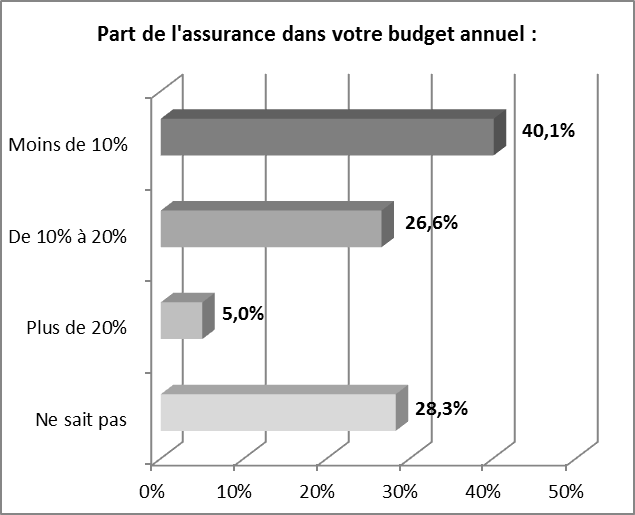 Part de l'assurance dans votre budget annuel :
Moins de 10%
40,1%
De 10% à 20%
26,6%
Plus de 20%
5,0%
Ne sait pas
28,3%
0% 10% 20% 30% 40% 50%